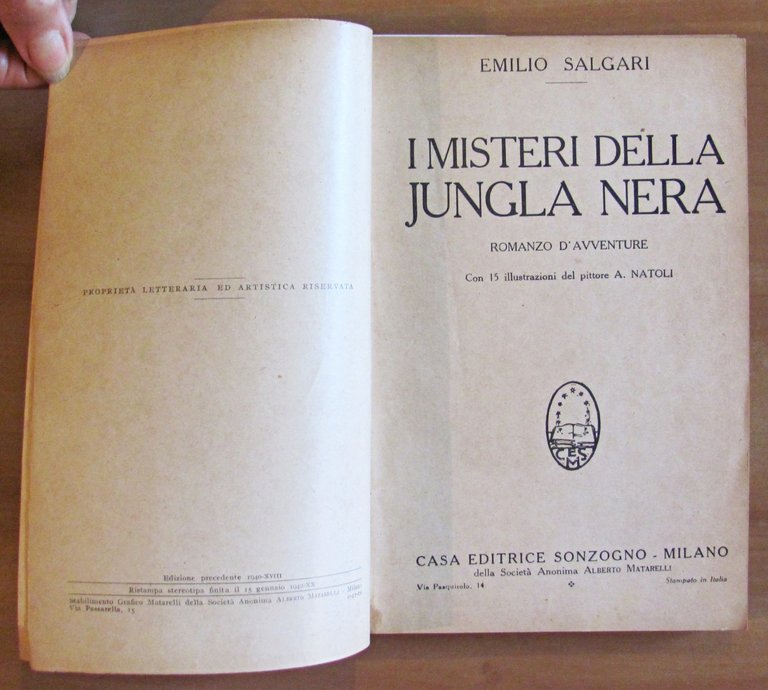 PROPRIETÀ LETTERARIA ED ARTISTICA RISERVATA
Edizione precedente 1940-XVIII
Ristampa stereotipa finita il 15 gennaio 1942-XX
Stabilimento Grafico Matarelli della Società Anonima ALBERTO MATARELLI Milano
Via Passarella, 15
EMILIO SALGARI
I MISTERI DELLA
JUNGLA NERA
ROMANZO D'AVVENTURE
Con 15 illustrazioni del pittore A. NATOLI
CESM
CASA EDITRICE SONZOGNO - MILANO
della Società Anonima ALBERTO MATARELLI
Via Pasquirolo, 14 Stampato in Italia